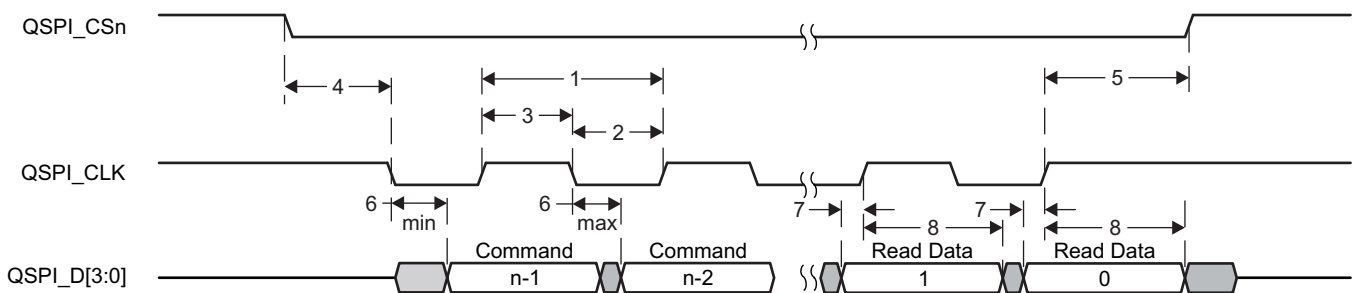 QSPI_CSn
4
1
5
3
2
QSPI_CLK
6
min
6
max
7
8
7
8
Command
Command
Read Data
Read Data
QSPI_D[3:0]
n-1
n-2
1
0